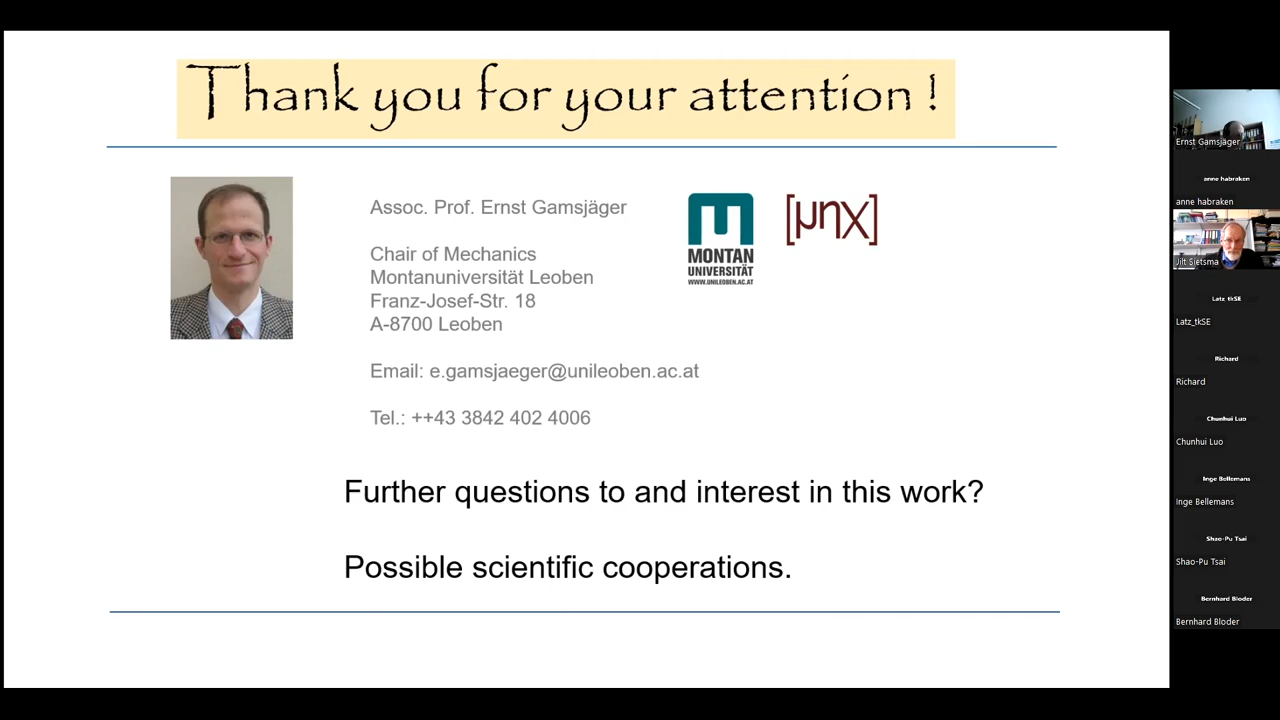 Thank you for your attention !
Assoc. Prof. Ernst Gamsjäger
Chair of Mechanics
Montanuniversität Leoben
Franz-Josef-Str. 18
A-8700 Leoben
Email: e.gamsjaeger@unileoben.ac.at
Tel.: ++43 3842 402 4006
MONTAN
UNIVERSITÄT
WWW.UNILEOBEN.AC.AT
[μnx]
Further questions to and interest in this work?
Possible scientific cooperations.
Ernst Gamsjäger
anne habraken
anne habraken
Jilt Sietsma
Latz_tkSE
Latz_tkSE
Richard
Richard
Chunhui Luo
Chunhui Luo
Inge Bellemans
Inge Bellemans
Shao-Pu Tsai
Shao-Pu Tsai
Bernhard Bloder
Bernhard Bloder